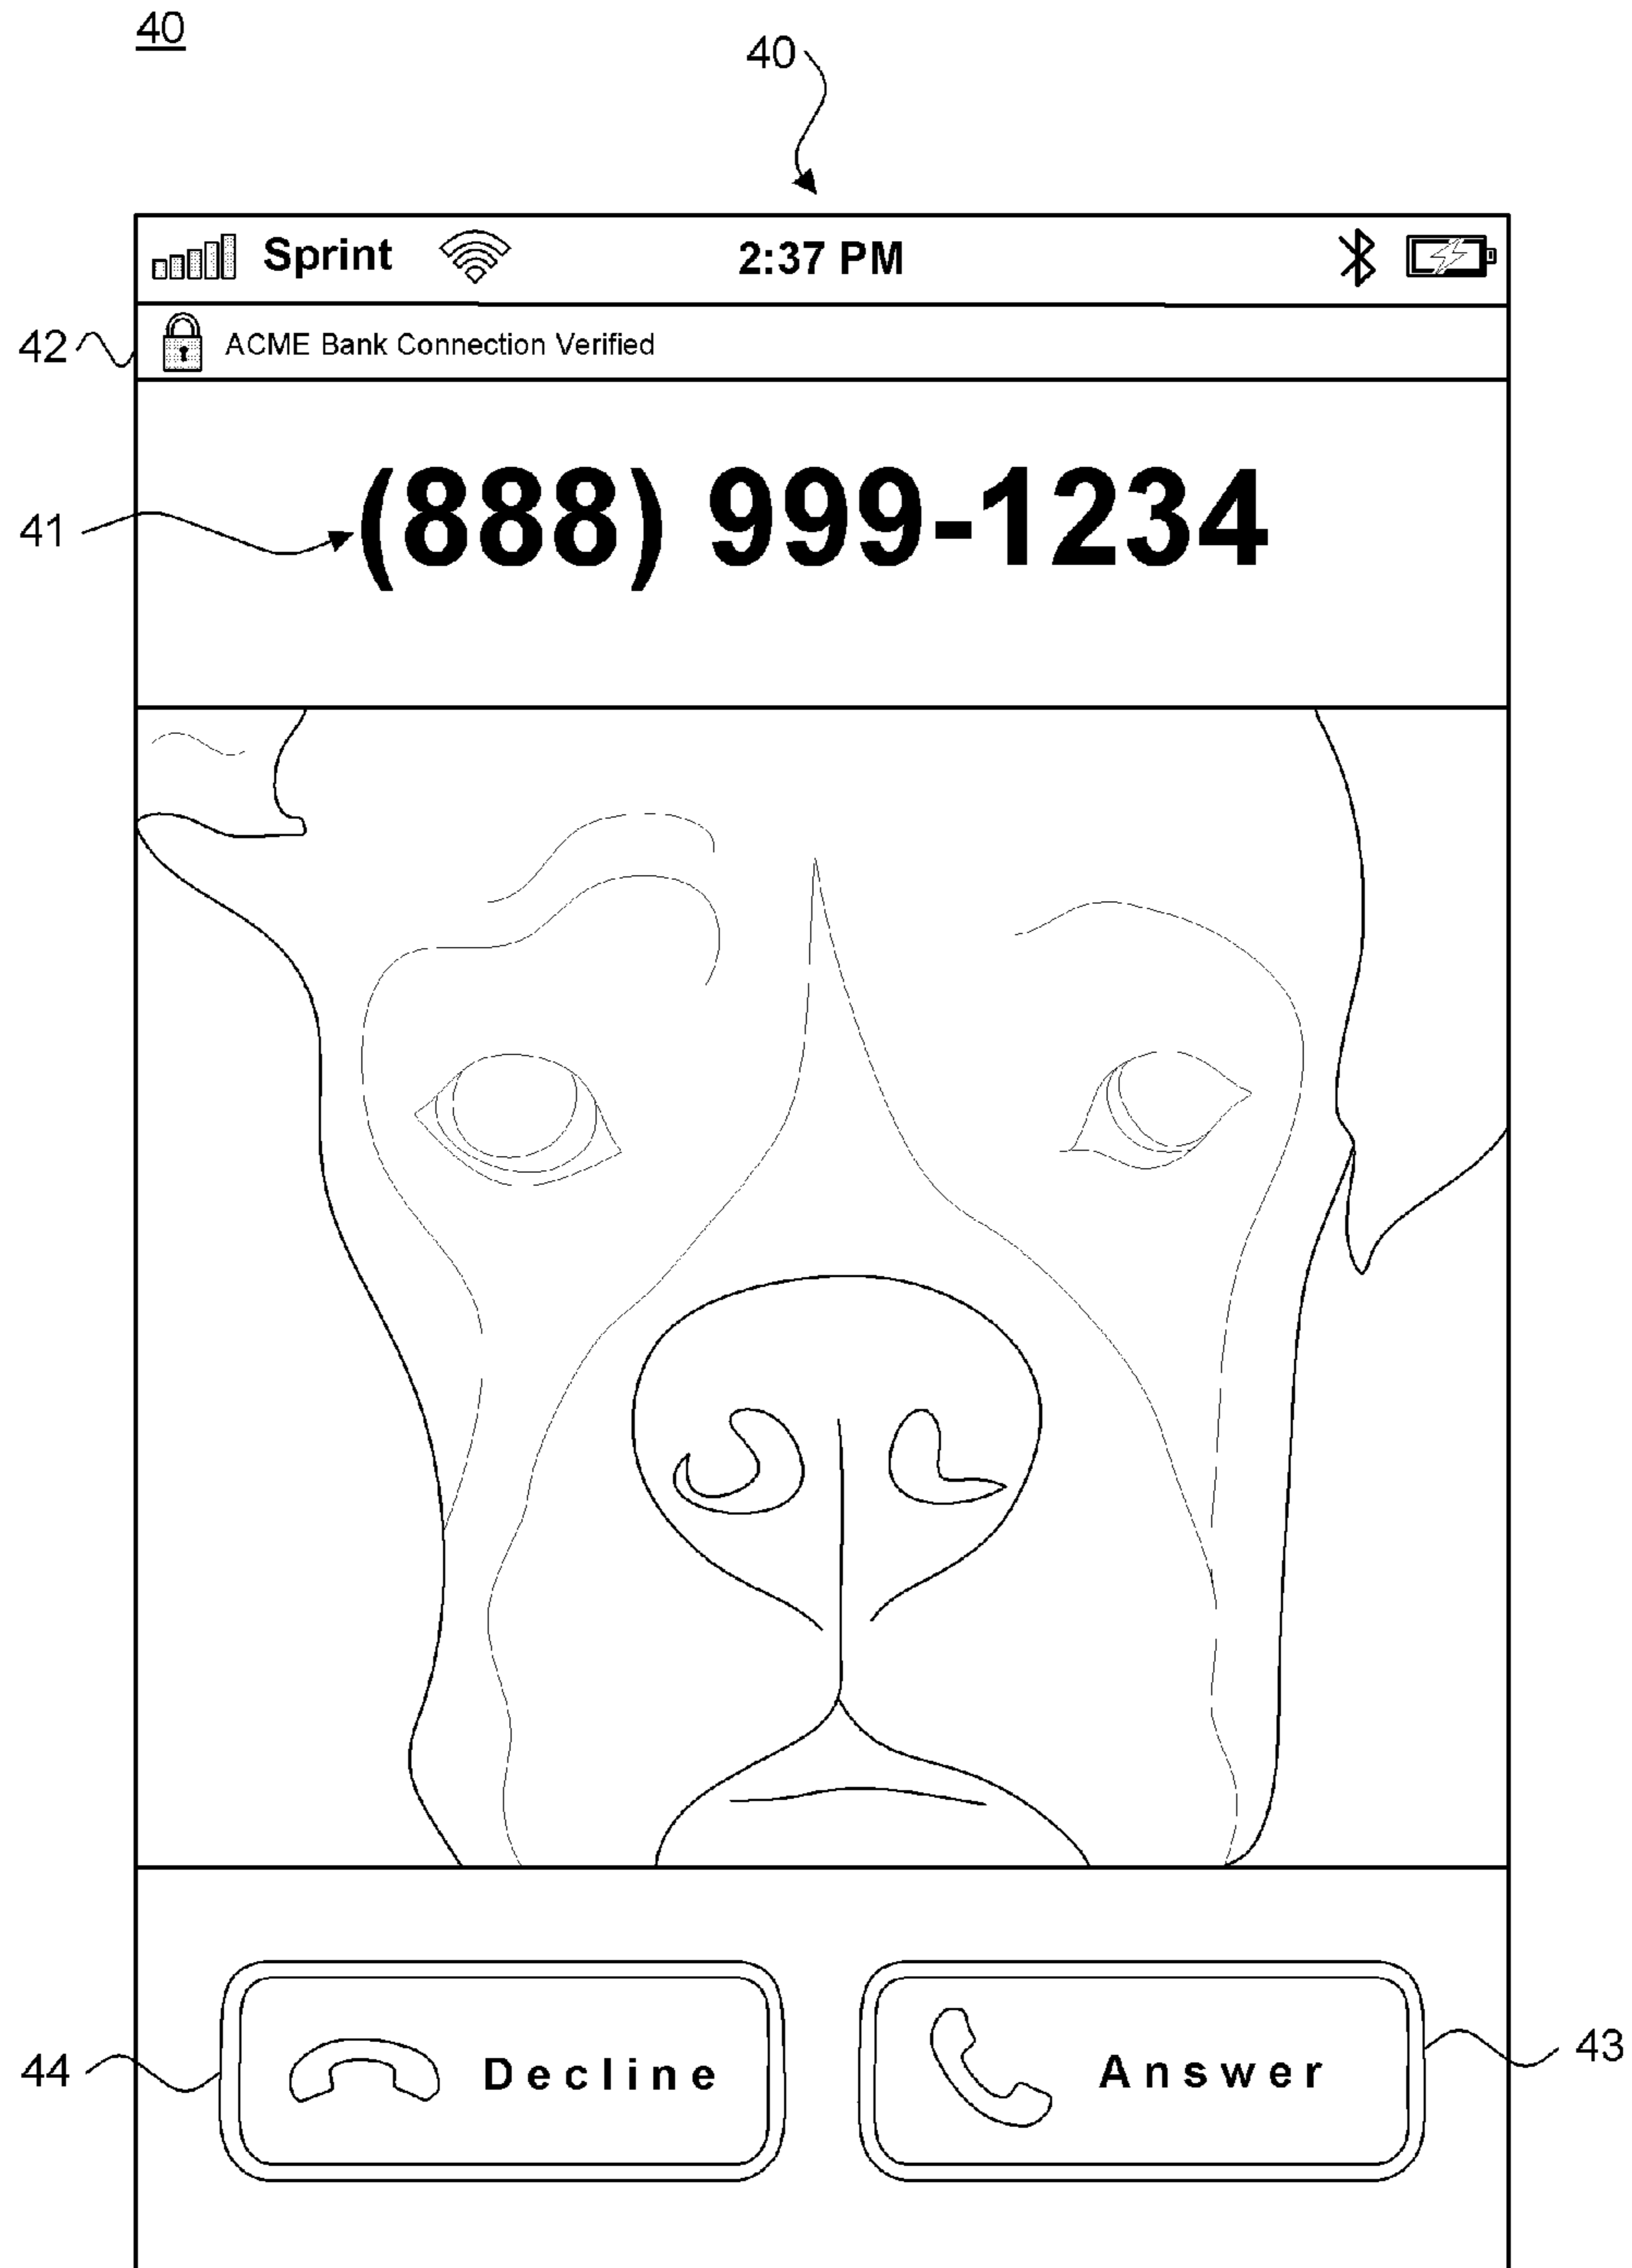 40
40
Sprint 2:37 PM
42 ACME Bank Connection Verified
41 (888) 999-1234
44 Decline Answer 43